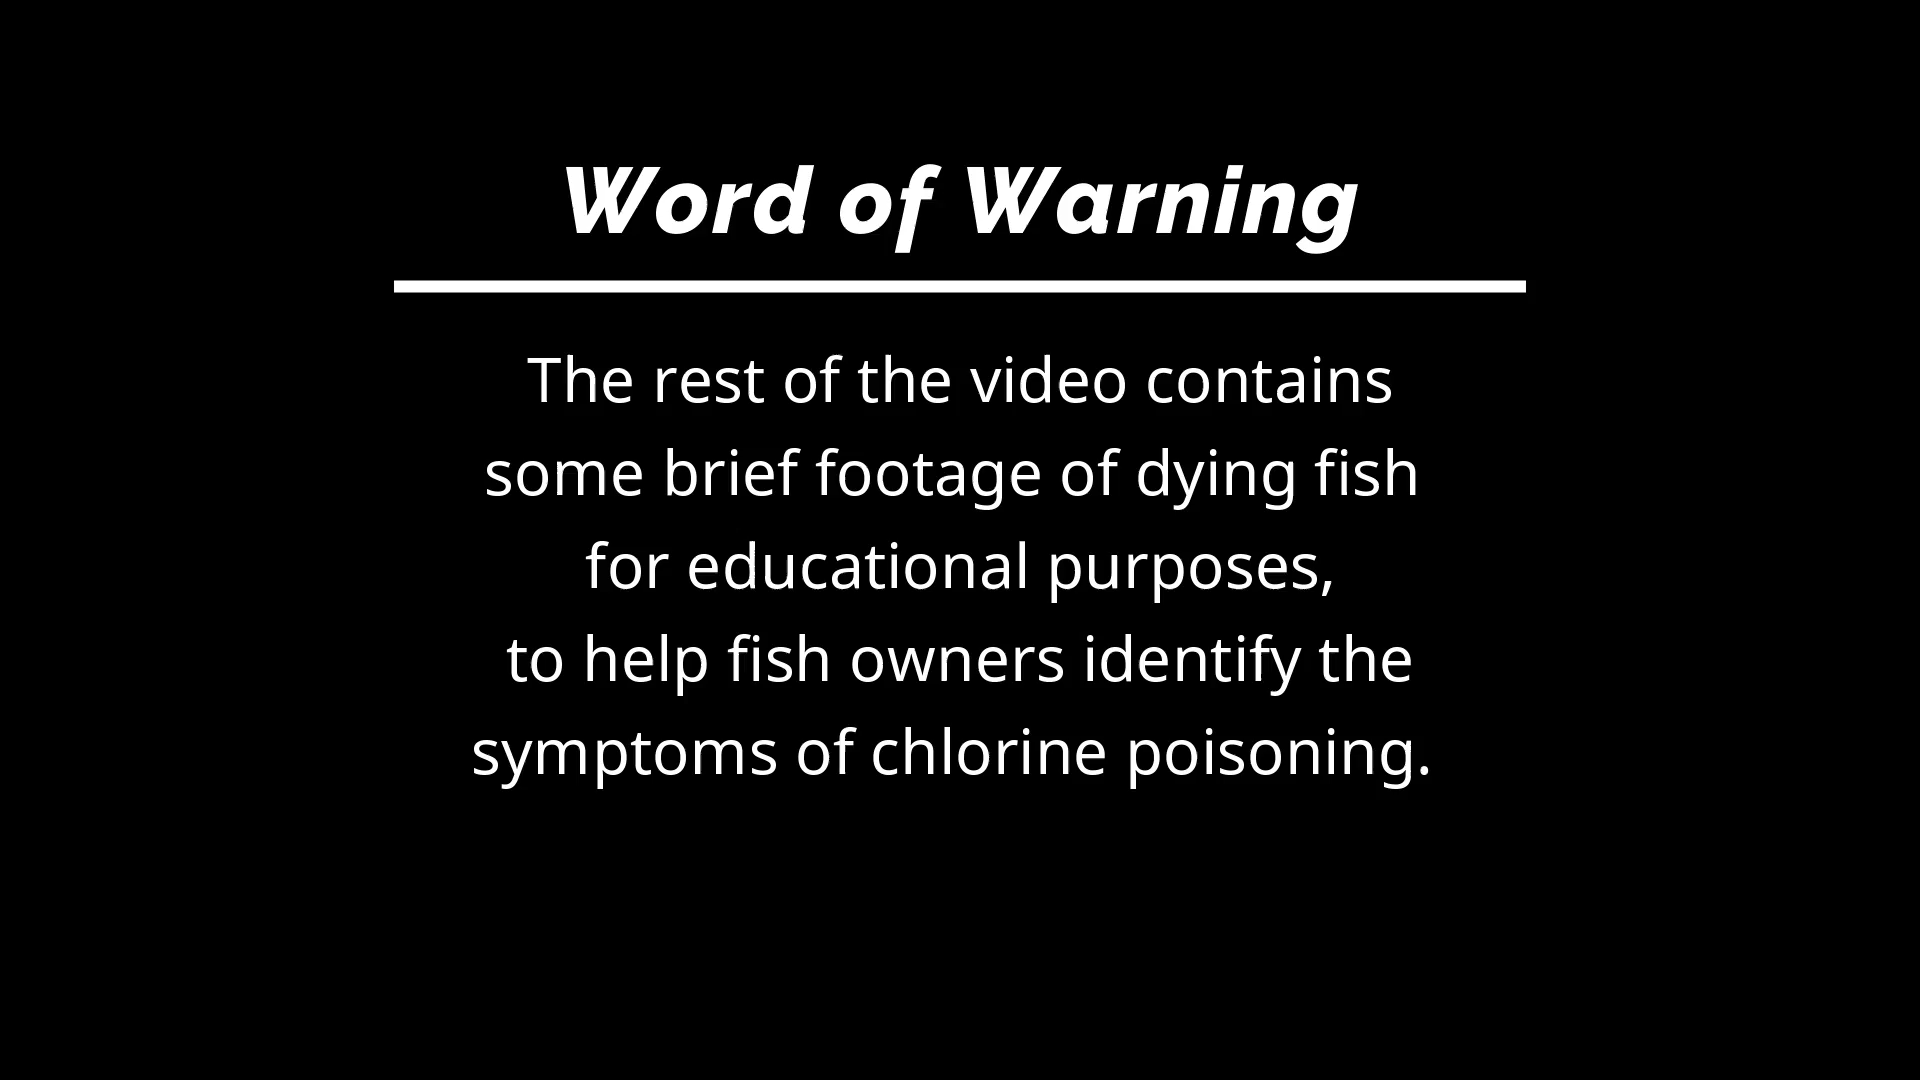 Word of Warning
The rest of the video contains
some brief footage of dying fish
for educational purposes,
to help fish owners identify the
symptoms of chlorine poisoning.